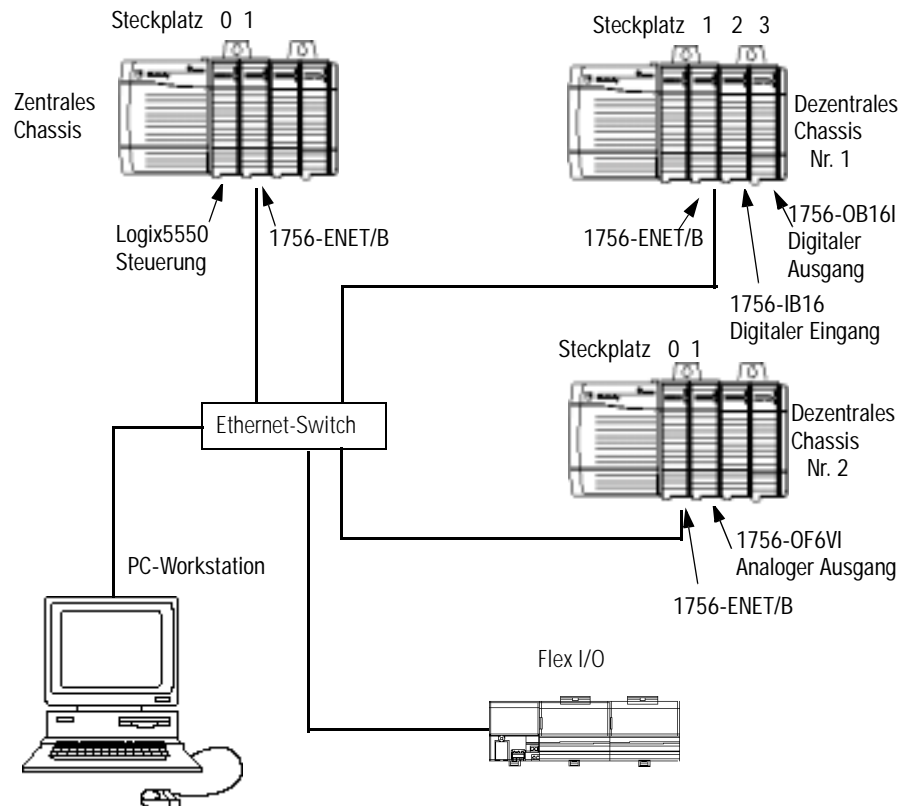 Steckplatz 0 1
Zentrales
Chassis
Logix5550
Steuerung
1756-ENET/B
Steckplatz 1 2 3
Dezentrales
Chassis
Nr. 1
1756-ENET/B
1756-OB16I
Digitaler
Ausgang
1756-IB16
Digitaler Eingang
Steckplatz 0 1
Dezentrales
Chassis
Nr. 2
1756-OF6VI
Analoger Ausgang
1756-ENET/B
Ethernet-Switch
PC-Workstation
Flex I/O